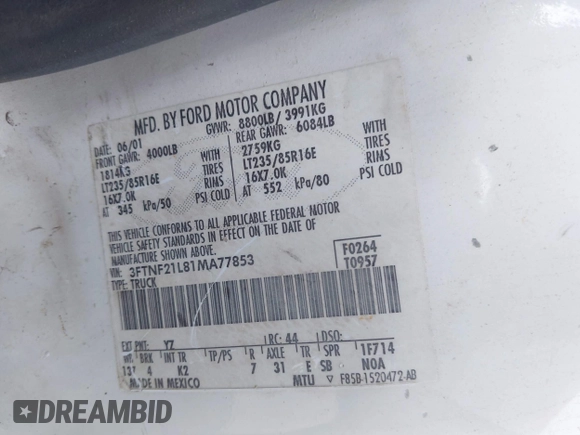 MFD. BY FORD MOTOR COMPANY
DATE: 06/01 GVWR: 8800LB/3991KG
FRONT GAWR: 4000LB REAR GAWR: 6084LB
1814KG WITH 2759KG WITH
LT235/85R16E TIRES LT235/85R16E TIRES
16X7.0K RIMS 16X7.0K RIMS
AT 345 kPa/50 PSI COLD AT 552 kPa/80 PSI COLD
THIS VEHICLE CONFORMS TO ALL APPLICABLE FEDERAL MOTOR
VEHICLE SAFETY STANDARDS IN EFFECT ON THE DATE OF
MANUFACTURE SHOWN ABOVE.
VIN: 3FTNF21L81MA77853 F0264
TYPE: TRUCK T0957
EXT PNT: YZ RC: 44 DSO:
WB BRK INT TR TP/PS R AXLE TR SPR 1F714
137 4 K2 7 31 E SB NOA
MADE IN MEXICO MTU F85B-1520472-AB
DREAMBID